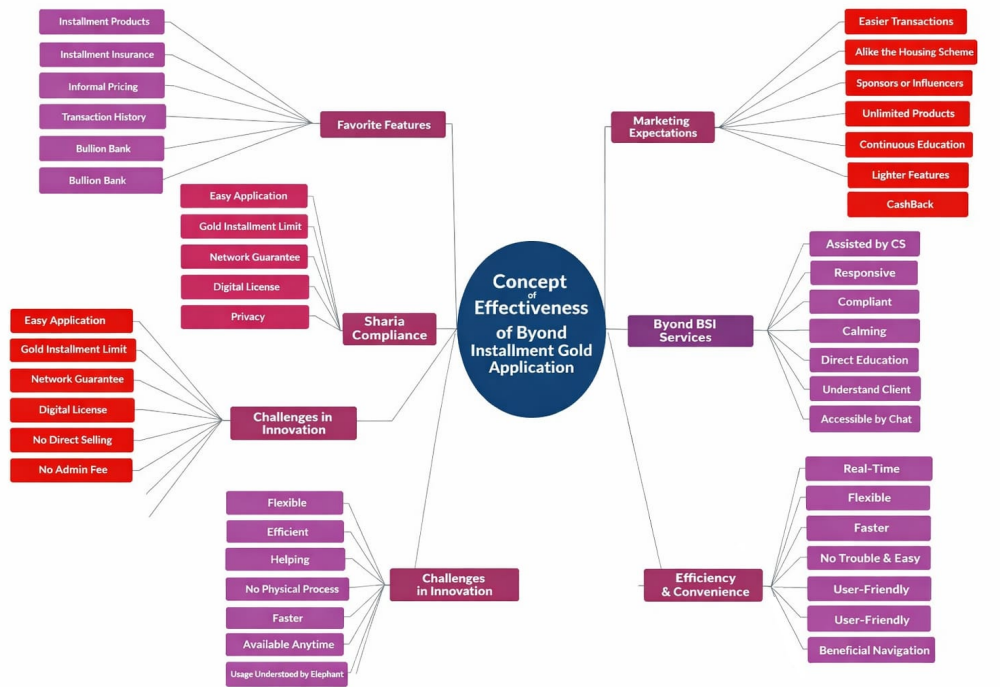 Installment Products
Installment Insurance
Informal Pricing
Transaction History
Bullion Bank
Bullion Bank
Favorite Features
Easy Application
Gold Installment Limit
Network Guarantee
Digital License
Privacy
Sharia
Compliance
Easy Application
Gold Installment Limit
Network Guarantee
Digital License
No Direct Selling
No Admin Fee
Challenges in
Innovation
Flexible
Efficient
Helping
No Physical Process
Faster
Available Anytime
Usage Understoed by Elephant
Challenges
in Innovation
Concept
of
Effectiveness
of Byond
Installment Gold
Application
Marketing
Expectations
Easier Transactions
Alike the Housing Scheme
Sponsors or Influencers
Unlimited Products
Continuous Education
Lighter Features
CashBack
Byond BSI
Services
Assisted by CS
Responsive
Compliant
Calming
Direct Education
Understand Client
Accessible by Chat
Efficiency
& Convenience
Real-Time
Flexible
Faster
No Trouble & Easy
User-Friendly
User-Friendly
Beneficial Navigation